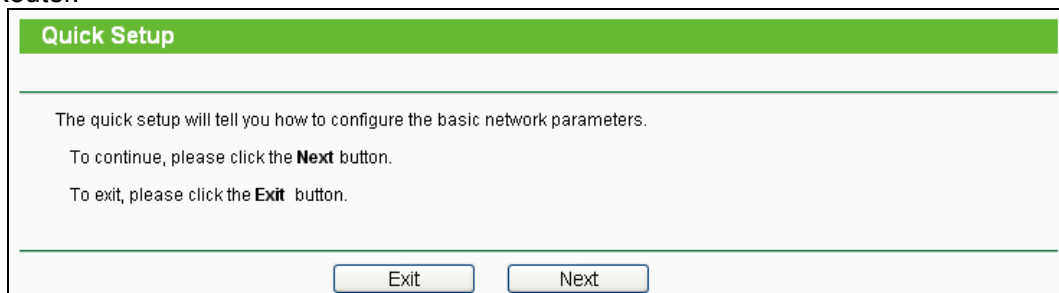 Quick Setup
The quick setup will tell you how to configure the basic network parameters.
To continue, please click the Next button.
To exit, please click the Exit button.
Exit Next